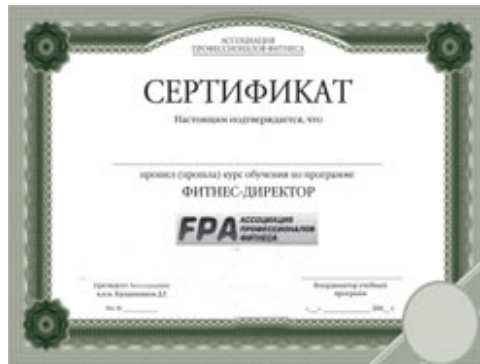 АССОЦИАЦИЯ
ПРОФЕССИОНАЛОВ ФИТНЕСА
СЕРТИФИКАТ
Настоящим подтверждается, что
прошел (прошла) курс обучения по программе
ФИТНЕС-ДИРЕКТОР
FPA АССОЦИАЦИЯ
ПРОФЕССИОНАЛОВ
ФИТНЕСА
Президент Ассоциации
Координатор учебных
программ